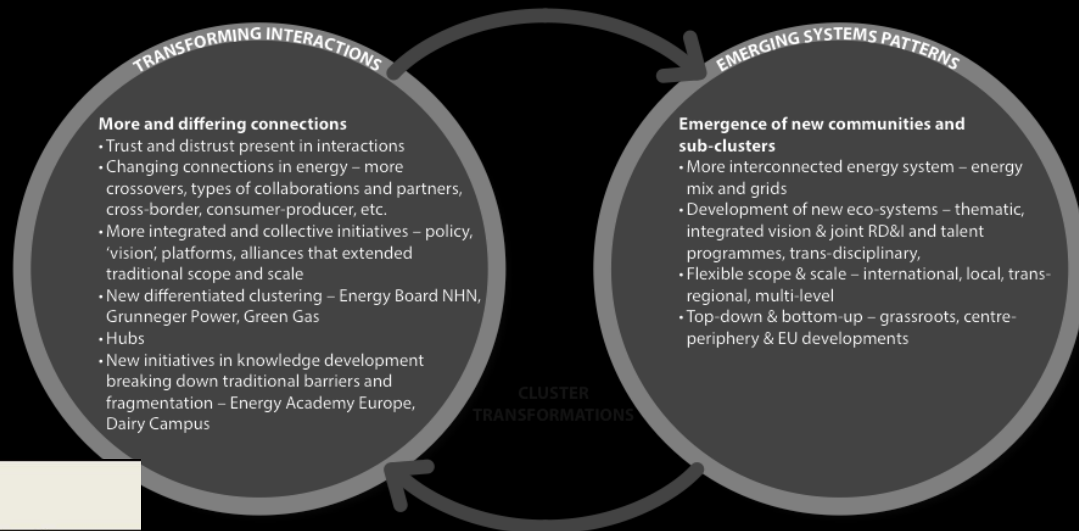 TRANSFORMING INTERACTIONS
More and differing connections
• Trust and distrust present in interactions
• Changing connections in energy – more
crossovers, types of collaborations and partners,
cross-border, consumer-producer, etc.
• More integrated and collective initiatives – policy,
‘vision’, platforms, alliances that extended
traditional scope and scale
• New differentiated clustering – Energy Board NHN,
Grunneger Power, Green Gas
• Hubs
• New initiatives in knowledge development
breaking down traditional barriers and
fragmentation – Energy Academy Europe,
Dairy Campus
CLUSTER
TRANSFORMATIONS
EMERGING SYSTEMS PATTERNS
Emergence of new communities and
sub-clusters
• More interconnected energy system – energy
mix and grids
• Development of new eco-systems – thematic,
integrated vision & joint RD&I and talent
programmes, trans-disciplinary,
• Flexible scope & scale – international, local, trans-
regional, multi-level
• Top-down & bottom-up – grassroots, centre-
periphery & EU developments